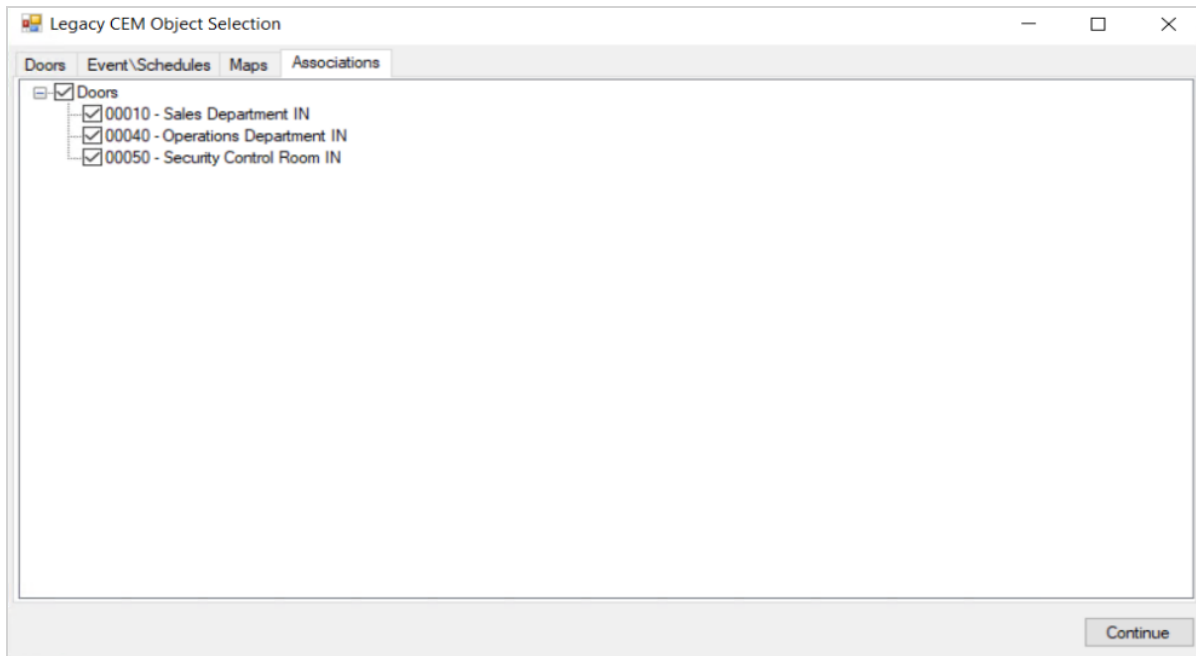 Legacy CEM Object Selection
Doors Event\Schedules Maps Associations
Doors
00010 - Sales Department IN
00040 - Operations Department IN
00050 - Security Control Room IN
Continue